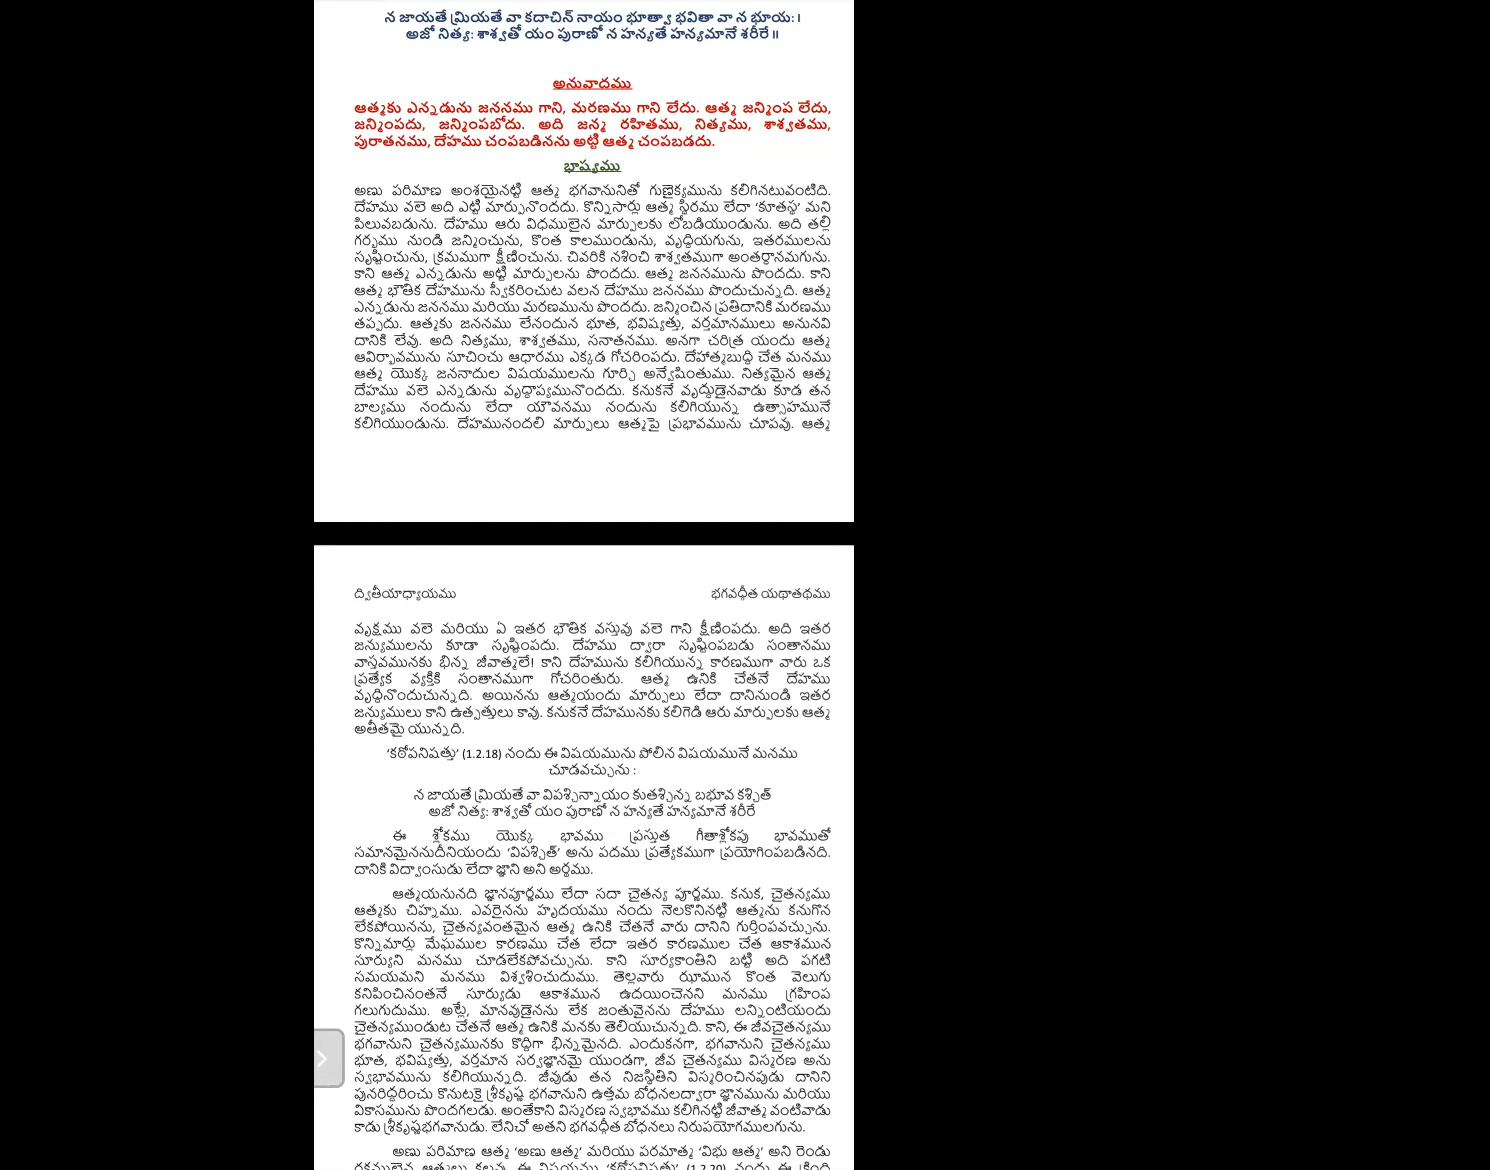 న జాయతే మ్రియతే వా కదాచిన్ నాయం భూత్వా భవితా వా న భూయ: ।
అజో నిత్య: శాశ్వతో యం పురాణో న హన్యతే హన్యమానే శరీరే ॥
అనువాదము
ఆత్మకు ఎన్నడును జననము గాని, మరణము గాని లేదు. ఆత్మ జన్మింప లేదు,
జన్మింపదు, జన్మింపబోదు. అది జన్మ రహితము, నిత్యము, శాశ్వతము,
పురాతనము, దేహము చంపబడినను అట్టి ఆత్మ చంపబడదు.
భాష్యము
అణు పరిమాణ అంశయైనట్టి ఆత్మ భగవానునితో గుణైక్యమును కలిగినటువంటిది.
దేహము వలె అది ఎట్టి మార్పునొందదు. కొన్నిసార్లు ఆత్మ స్థిరము లేదా ‘కూతస్థ’ మని
పిలువబడును. దేహము ఆరు విధములైన మార్పులకు లోబడియుండును. అది తల్లి
గర్భము నుండి జన్మించును, కొంత కాలముండును, వృద్ధియగును, ఇతరములను
సృష్టించును, క్రమముగా క్షీణించును. చివరికి నశించి శాశ్వతముగా అంతర్ధానమగును.
కాని ఆత్మ ఎన్నడును అట్టి మార్పులను పొందదు. ఆత్మ జననమును పొందదు. కాని
ఆత్మ భౌతిక దేహమును స్వీకరించుట వలన దేహము జననము పొందుచున్నది. ఆత్మ
ఎన్నడును జననము మరియు మరణమును పొందదు. జన్మించిన ప్రతిదానికి మరణము
తప్పదు. ఆత్మకు జననము లేనందున భూత, భవిష్యత్తు, వర్తమానములు అనునవి
దానికి లేవు. అది నిత్యము, శాశ్వతము, సనాతనము. అనగా చరిత్ర యందు ఆత్మ
ఆవిర్భావమును సూచించు ఆధారము ఎక్కడ గోచరింపదు. దేహాత్మబుద్ధి చేత మనము
ఆత్మ యొక్క జననాదుల విషయములను గూర్చి అన్వేషింతుము. నిత్యమైన ఆత్మ
దేహము వలె ఎన్నడును వృద్ధాప్యమునొందదు. కనుకనే వృద్ధుడైనవాడు కూడ తన
బాల్యము నందును లేదా యౌవనము నందును కలిగియున్న ఉత్సాహమునే
కలిగియుండును. దేహమునందలి మార్పులు ఆత్మపై ప్రభావమును చూపవు. ఆత్మ
ద్వితీయాధ్యాయము భగవద్గీత యథాతథము
వృక్షము వలె మరియు ఏ ఇతర భౌతిక వస్తువు వలె గాని క్షీణింపదు. అది ఇతర
జన్యుములను కూడా సృష్టింపదు. దేహము ద్వారా సృష్టింపబడు సంతానము
వాస్తవమునకు భిన్న జీవాత్మలే! కాని దేహమును కలిగియున్న కారణముగా వారు ఒక
ప్రత్యేక వ్యక్తికి సంతానముగా గోచరింతురు. ఆత్మ ఉనికి చేతనే దేహము
వృద్ధినొందుచున్నది. అయినను ఆత్మయందు మార్పులు లేదా దానినుండి ఇతర
జన్యుములు కాని ఉత్పత్తులు కావు. కనుకనే దేహమునకు కలిగెడి ఆరు మార్పులకు ఆత్మ
అతీతమై యున్నది.
‘కఠోపనిషత్తు’ (1.2.18) నందు ఈ విషయమును పోలిన విషయమునే మనము
చూడవచ్చును :
న జాయతే మ్రియతే వా విపశ్చిన్నాయం కుతశ్చిన్న బభూవ కశ్చిత్
అజో నిత్య: శాశ్వతో యం పురాణో న హన్యతే హన్యమానే శరీరే
ఈ శ్లోకము యొక్క భావము ప్రస్తుత గీతాశ్లోకపు భావముతో
సమానమైననుదీనియందు ‘విపశ్చిత్’ అను పదము ప్రత్యేకముగా ప్రయోగింపబడినది.
దానికి విద్వాంసుడు లేదా జ్ఞాని అని అర్థము.
ఆత్మయనునది జ్ఞానపూర్ణము లేదా సదా చైతన్య పూర్ణము. కనుక, చైతన్యము
ఆత్మకు చిహ్నము. ఎవరైనను హృదయము నందు నెలకొనినట్టి ఆత్మను కనుగొన
లేకపోయినను, చైతన్యవంతమైన ఆత్మ ఉనికి చేతనే వారు దానిని గుర్తింపవచ్చును.
కొన్నిమార్లు మేఘముల కారణము చేత లేదా ఇతర కారణముల చేత ఆకాశమున
సూర్యుని మనము చూడలేకపోవచ్చును. కాని సూర్యకాంతిని బట్టి అది పగటి
సమయమని మనము విశ్వశించుదుము. తెల్లవారు ఝామున కొంత వెలుగు
కనిపించినంతనే సూర్యుడు ఆకాశమున ఉదయించెనని మనము గ్రహింప
గలుగుదుము. అట్లే, మానవుడైనను లేక జంతువైనను దేహము లన్నింటియందు
చైతన్యముండుట చేతనే ఆత్మ ఉనికి మనకు తెలియుచున్నది. కాని, ఈ జీవచైతన్యము
భగవానుని చైతన్యమునకు కొద్దిగా భిన్నమైనది. ఎందుకనగా, భగవానుని చైతన్యము
భూత, భవిష్యత్తు, వర్తమాన సర్వజ్ఞానమై యుండగా, జీవ చైతన్యము విస్మరణ అను
స్వభావమును కలిగియున్నది. జీవుడు తన నిజస్థితిని విస్మరించినపుడు దానిని
పునరిద్ధరించు కొనుటకై శ్రీకృష్ణ భగవానుని ఉత్తమ బోధనలద్వారా జ్ఞానమును మరియు
వికాసమును పొందగలడు. అంతేకాని విస్మరణ స్వభావము కలిగినట్టి జీవాత్మ వంటివాడు
కాడు శ్రీకృష్ణభగవానుడు. లేనిచో అతని భగవద్గీత బోధనలు నిరుపయోగములగును.
అణు పరిమాణ ఆత్మ ‘అణు ఆత్మ’ మరియు పరమాత్మ ‘విభు ఆత్మ’ అని రెండు
రకములైన ఆత్మలు కలవు. ఈ విషయము ‘కఠోపనిషత్తు’ (1.2.20) నందు ఈ క్రింది